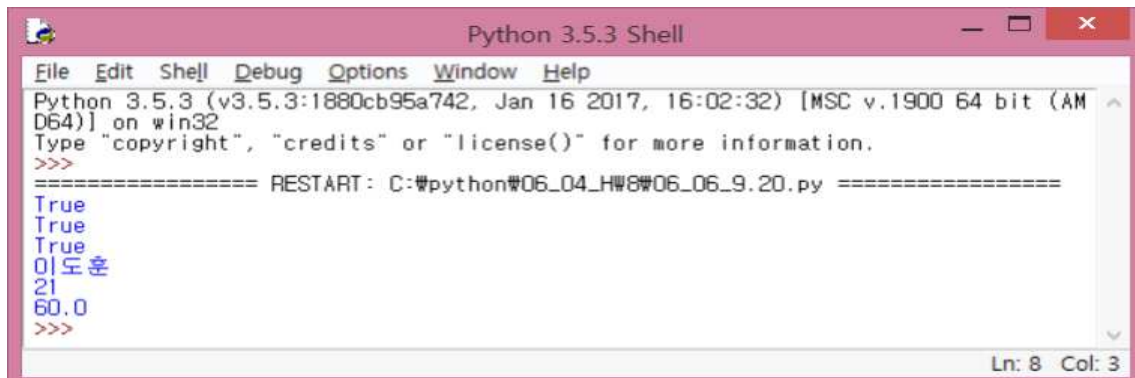 Python 3.5.3 Shell
File Edit Shell Debug Options Window Help
Python 3.5.3 (v3.5.3:1880cb95a742, Jan 16 2017, 16:02:32) [MSC v.1900 64 bit (AM
D64)] on win32
Type "copyright", "credits" or "license()" for more information.
>>>
================= RESTART: C:₩python₩06_04_HW8₩06_06_9.20.py =================
True
True
True
이도훈
21
60.0
>>>
Ln: 8 Col: 3